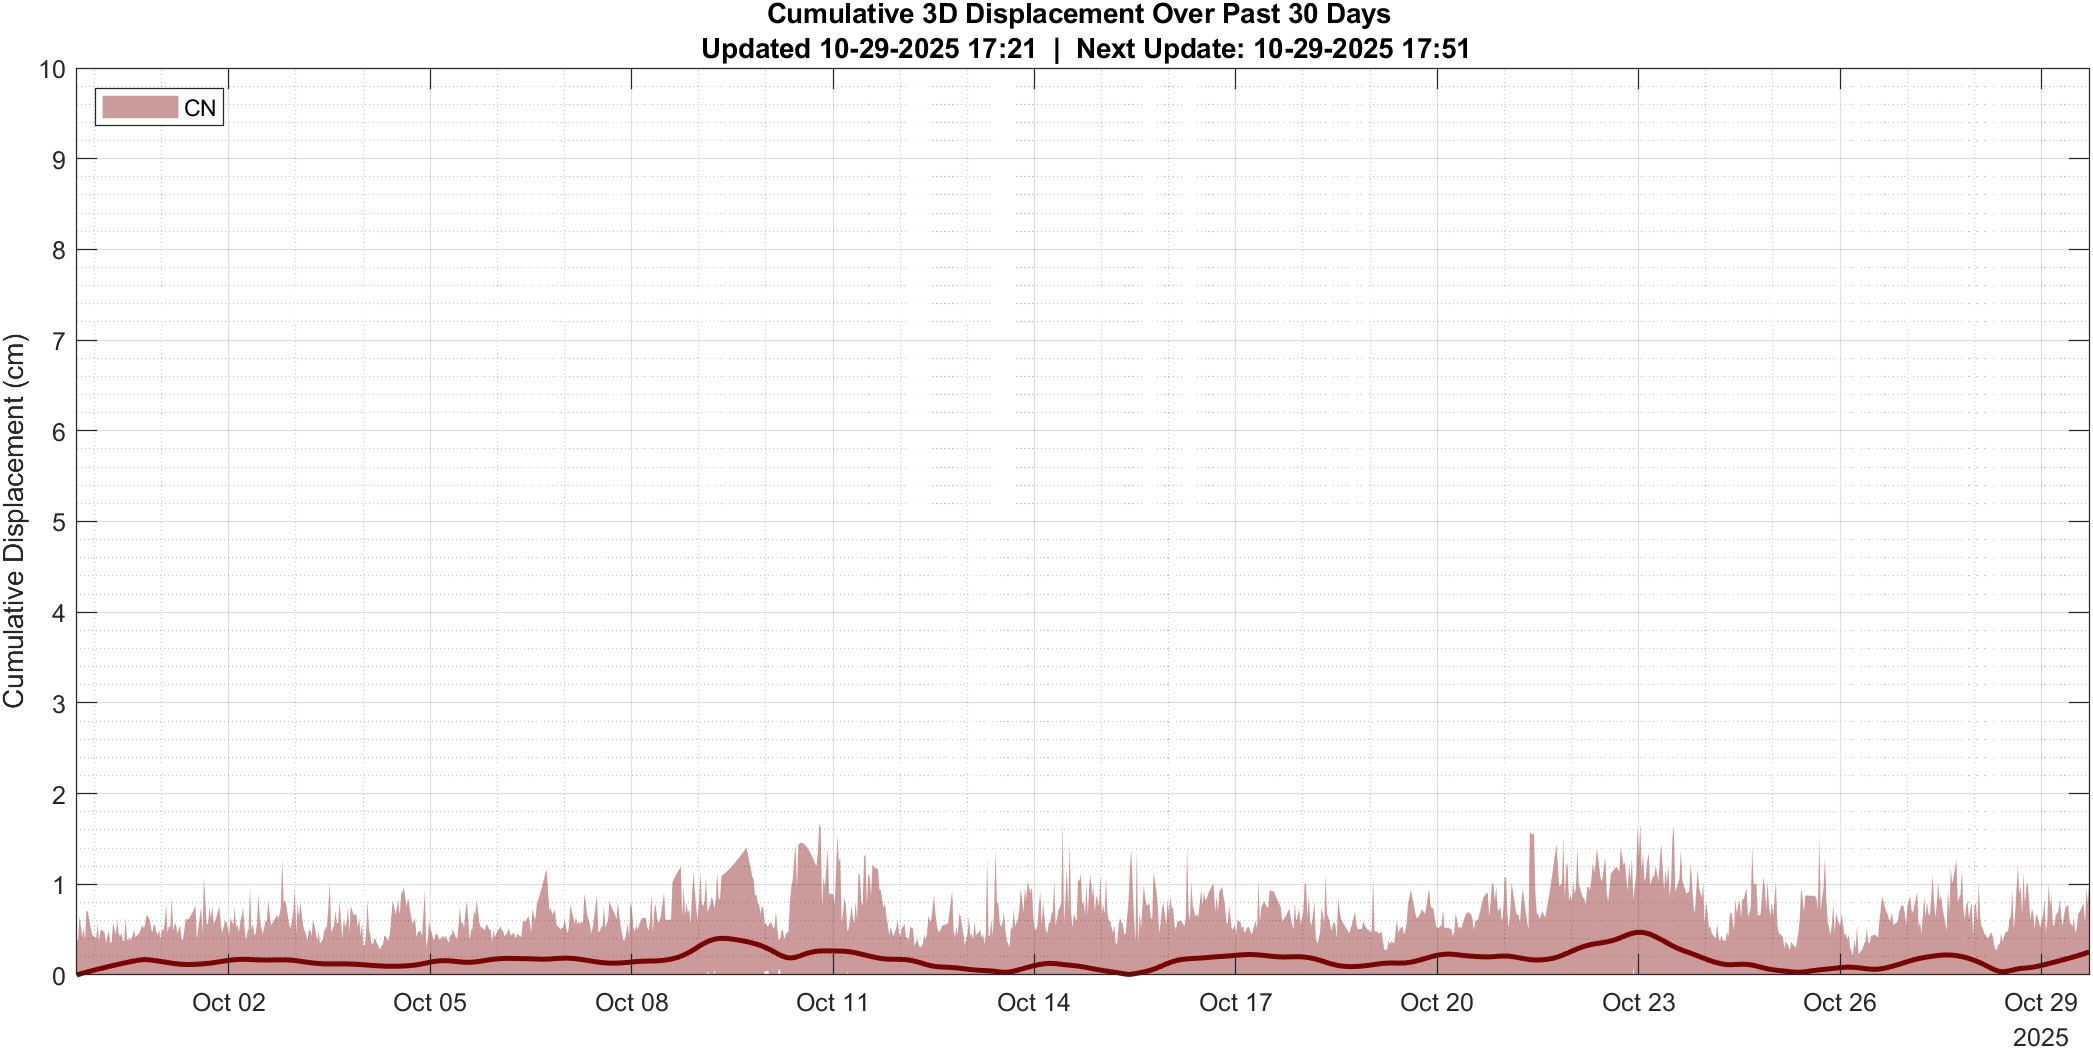 Cumulative 3D Displacement Over Past 30 Days
Updated 10-29-2025 17:21 | Next Update: 10-29-2025 17:51
CN
Cumulative Displacement (cm)
10
9
8
7
6
5
4
3
2
1
0
Oct 02 Oct 05 Oct 08 Oct 11 Oct 14 Oct 17 Oct 20 Oct 23 Oct 26 Oct 29
2025